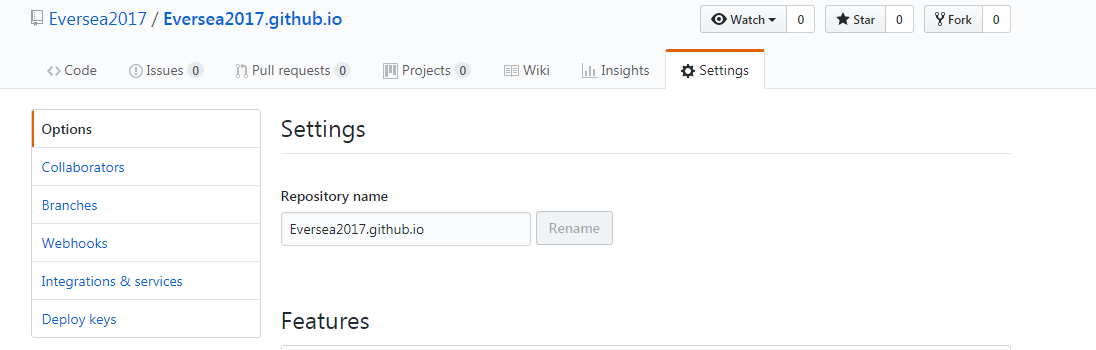 Eversea2017 / Eversea2017.github.io
Watch 0 Star 0 Fork 0
Code Issues 0 Pull requests 0 Projects 0 Wiki Insights Settings
Options
Collaborators
Branches
Webhooks
Integrations & services
Deploy keys
Settings
Repository name
Eversea2017.github.io Rename
Features